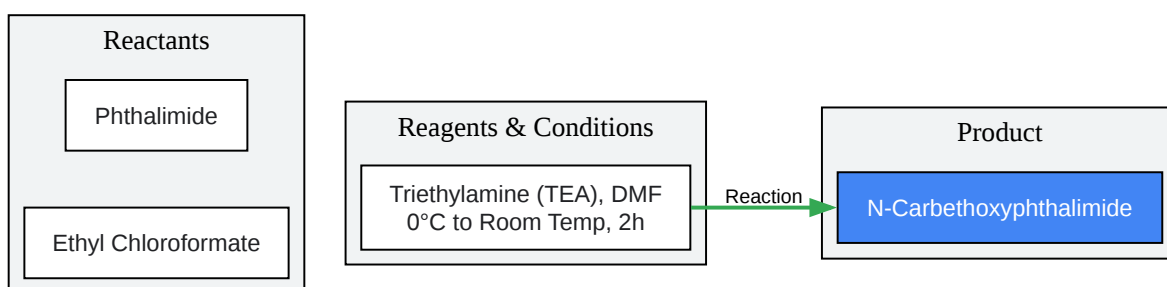 Reactants
Phthalimide
Ethyl Chloroformate
Reagents & Conditions
Triethylamine (TEA), DMF
0°C to Room Temp, 2h
Reaction
Product
N-Carbethoxyphthalimide